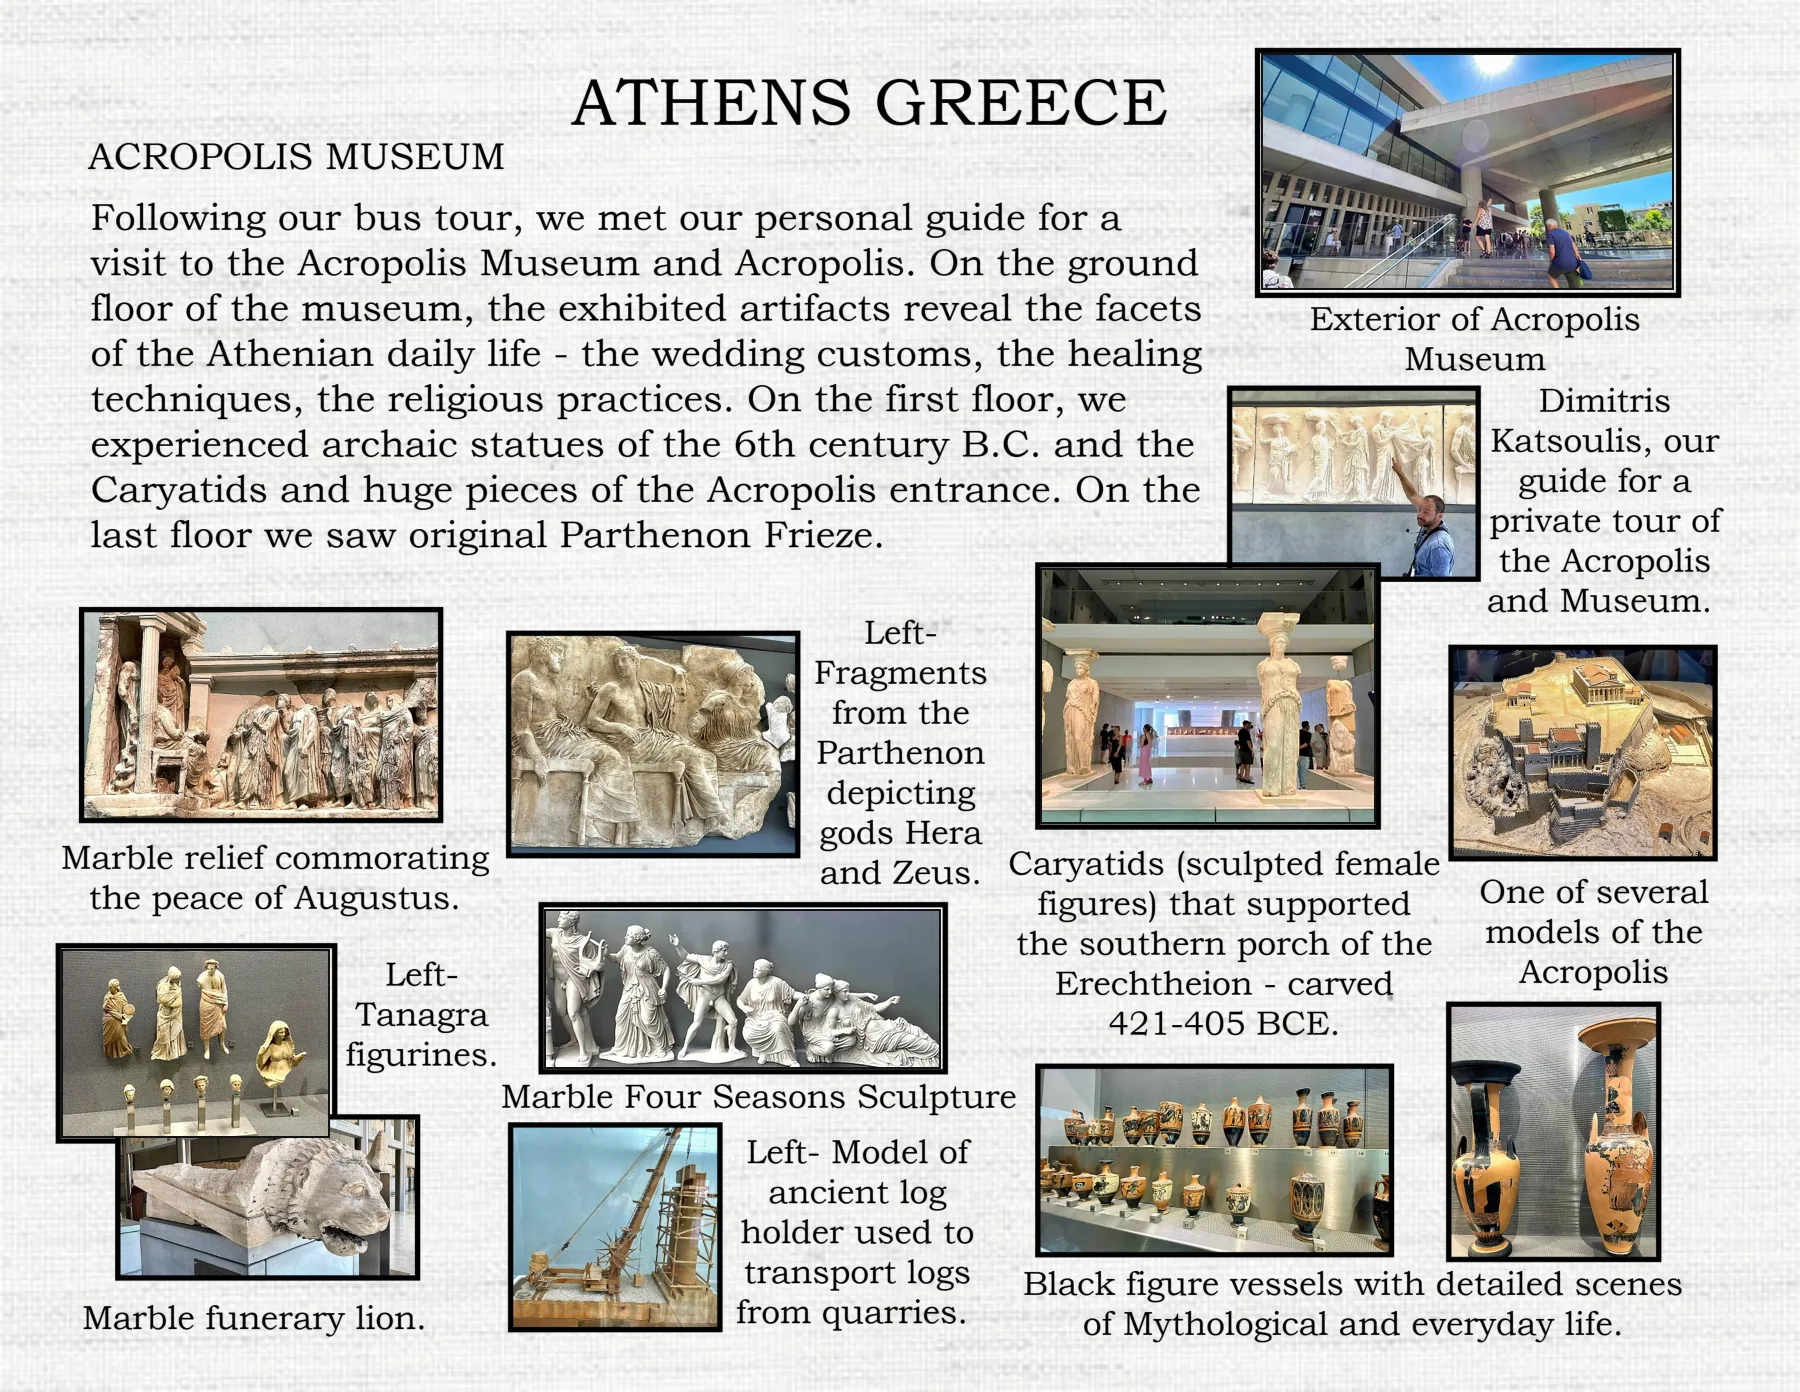 ATHENS GREECE
ACROPOLIS MUSEUM
Following our bus tour, we met our personal guide for a
visit to the Acropolis Museum and Acropolis. On the ground
floor of the museum, the exhibited artifacts reveal the facets
of the Athenian daily life - the wedding customs, the healing
techniques, the religious practices. On the first floor, we
experienced archaic statues of the 6th century B.C. and the
Caryatids and huge pieces of the Acropolis entrance. On the
last floor we saw original Parthenon Frieze.
Exterior of Acropolis
Museum
Dimitris
Katsoulis, our
guide for a
private tour of
the Acropolis
and Museum.
Marble relief commorating
the peace of Augustus.
Left-
Fragments
from the
Parthenon
depicting
gods Hera
and Zeus.
Caryatids (sculpted female
figures) that supported
the southern porch of the
Erechtheion - carved
421-405 BCE.
One of several
models of the
Acropolis
Left-
Tanagra
figurines.
Marble Four Seasons Sculpture
Marble funerary lion.
Left- Model of
ancient log
holder used to
transport logs
from quarries.
Black figure vessels with detailed scenes
of Mythological and everyday life.